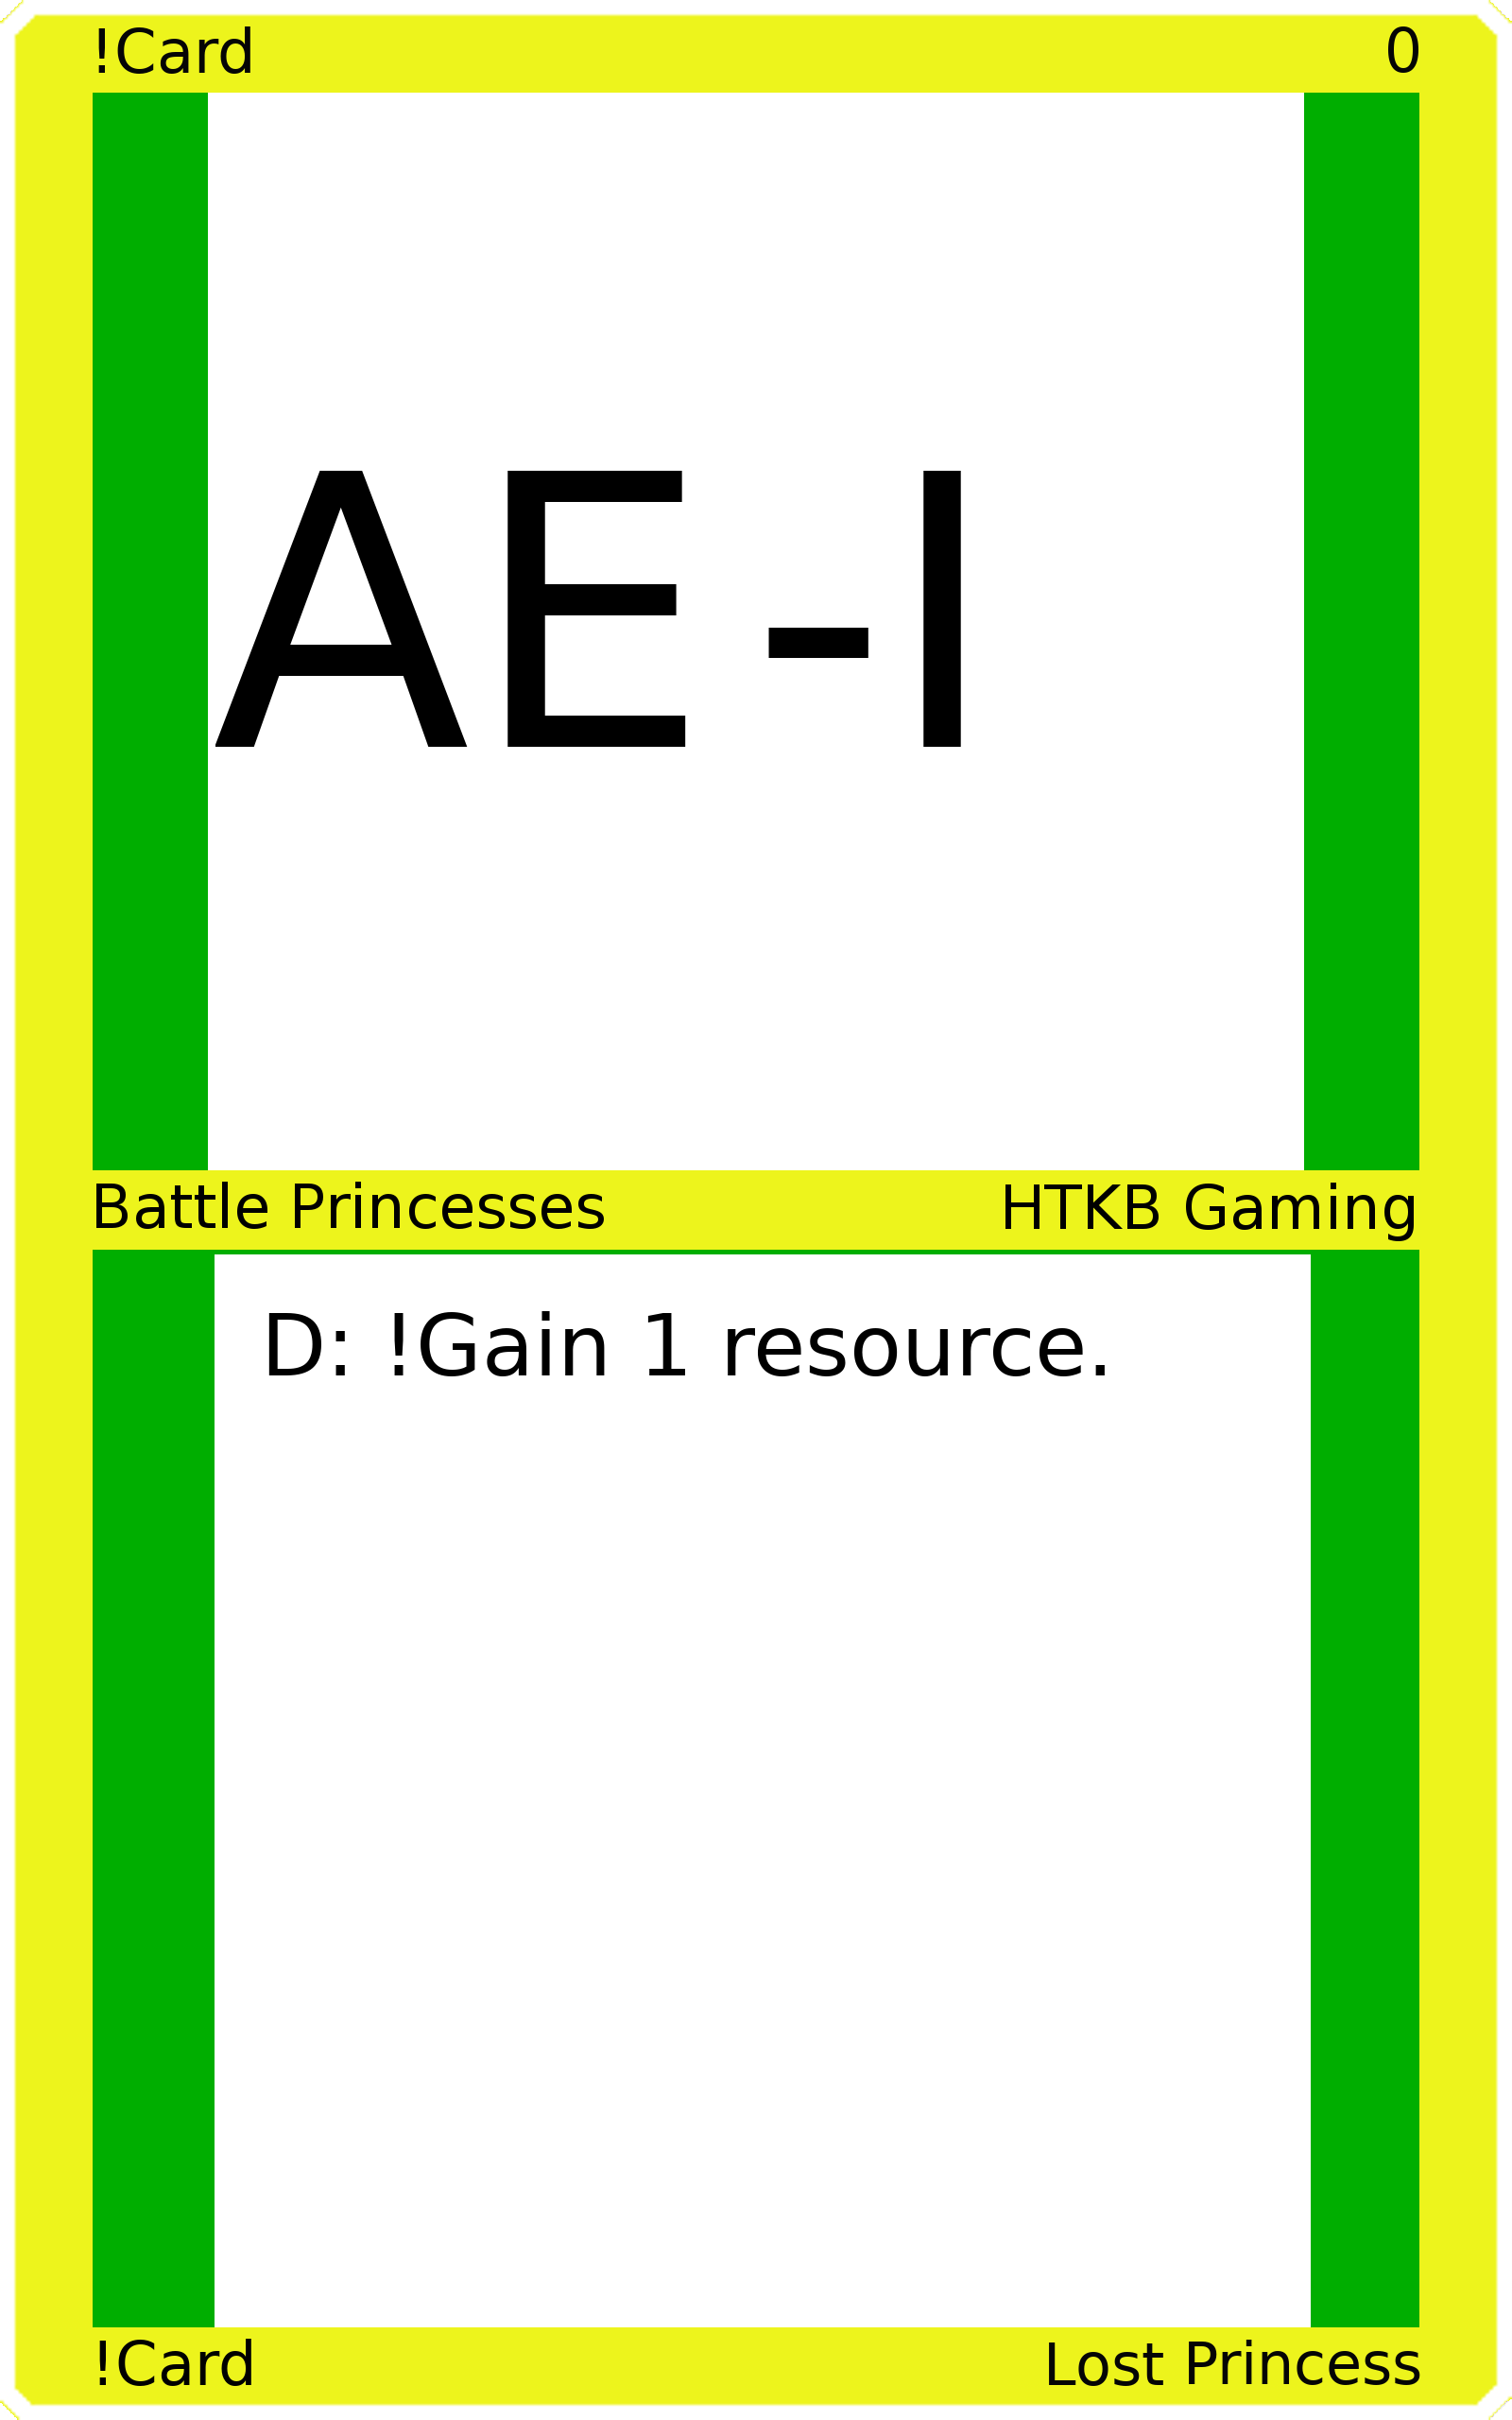 !Card 0
AE-I
Battle Princesses HTKB Gaming
D: !Gain 1 resource.
!Card Lost Princess